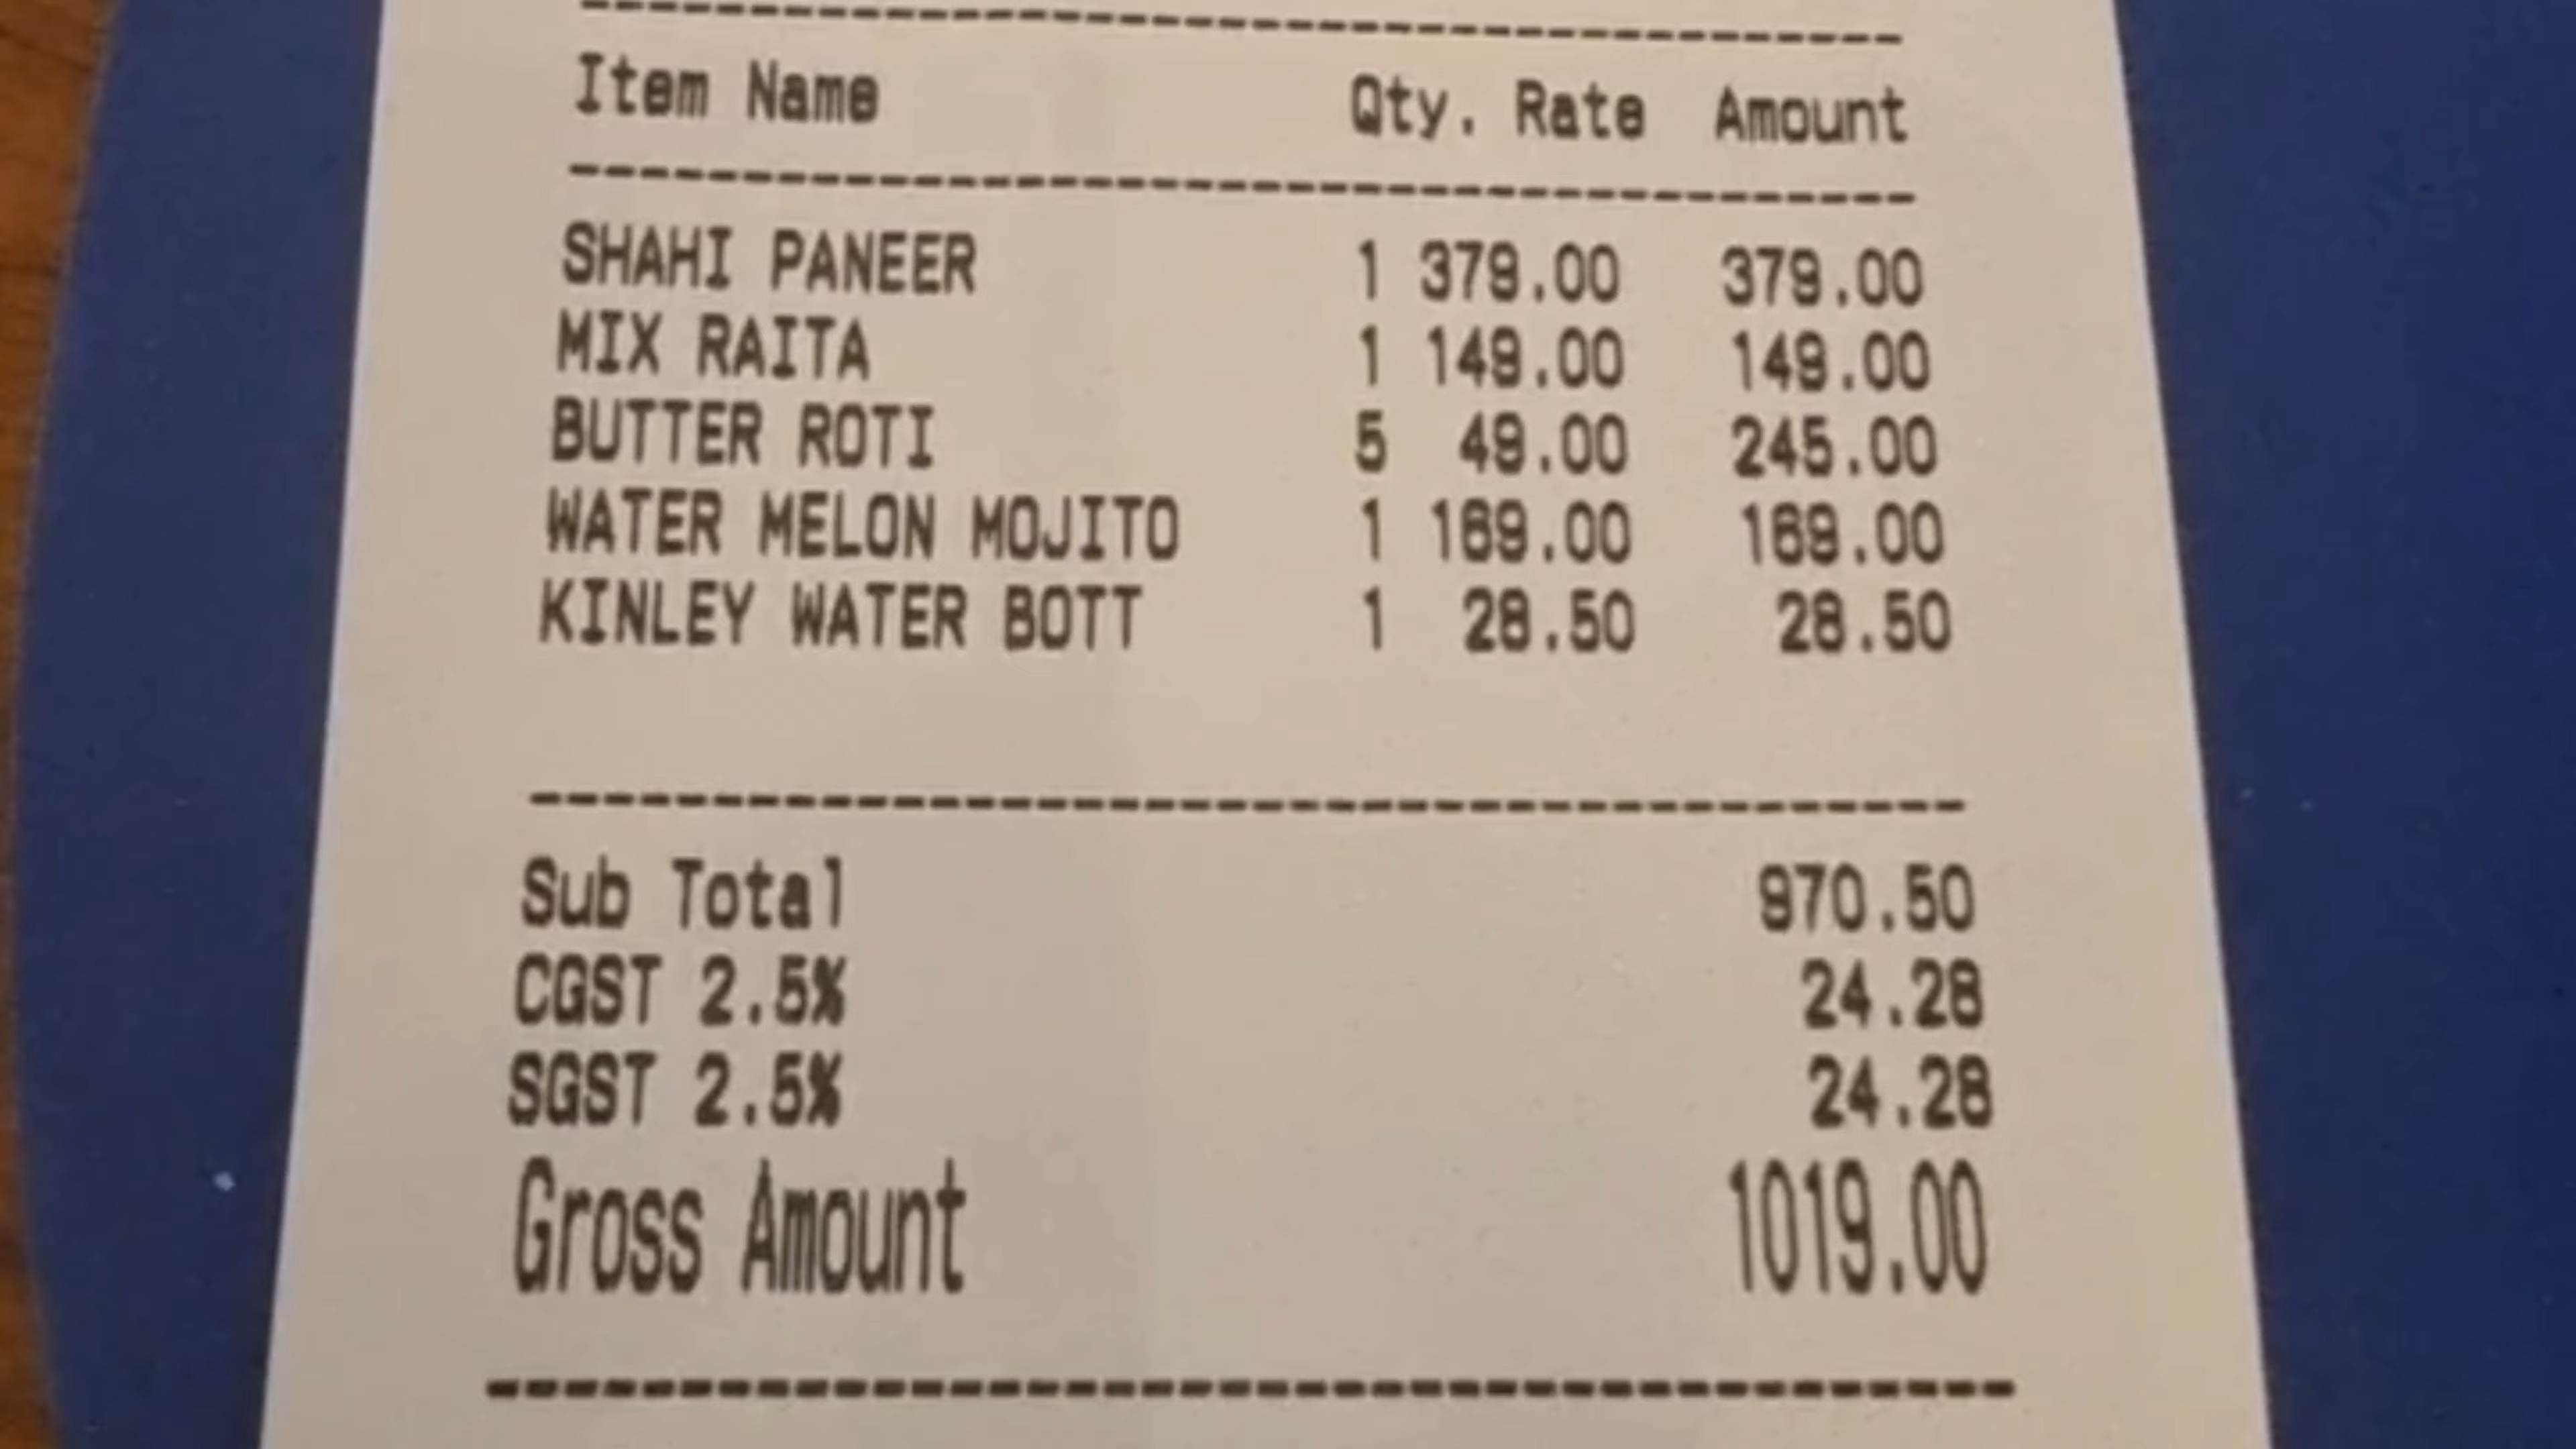 Item Name Qty. Rate Amount
SHAHI PANEER 1 379.00 379.00
MIX RAITA 1 149.00 149.00
BUTTER ROTI 5 49.00 245.00
WATER MELON MOJITO 1 169.00 169.00
KINLEY WATER BOTT 1 28.50 28.50
Sub Total 970.50
CGST 2.5% 24.28
SGST 2.5% 24.28
Gross Amount 1019.00